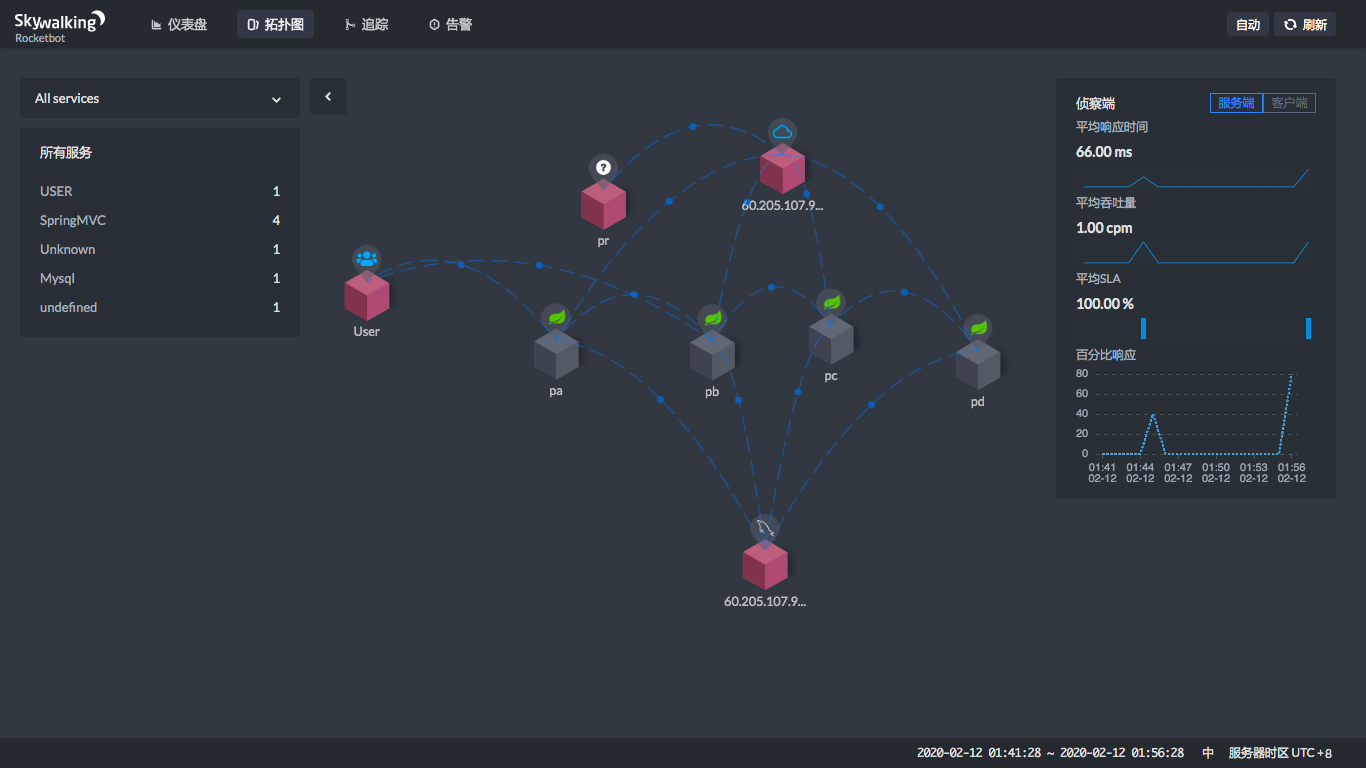 Skywalking
Rocketbot
仪表盘
拓扑图
追踪
告警
自动
刷新
All services
所有服务
USER 1
SpringMVC 4
Unknown 1
Mysql 1
undefined 1
?
60.205.107.9...
pr
User
pa
pb
pc
pd
60.205.107.9...
侦察端
服务端
客户端
平均响应时间
66.00 ms
平均吞吐量
1.00 cpm
平均SLA
100.00 %
百分比响应
80
60
40
20
0
01:41 01:44 01:47 01:50 01:53 01:56
02-12 02-12 02-12 02-12 02-12 02-12
2020-02-12 01:41:28 ~ 2020-02-12 01:56:28 中 服务器时区 UTC +8